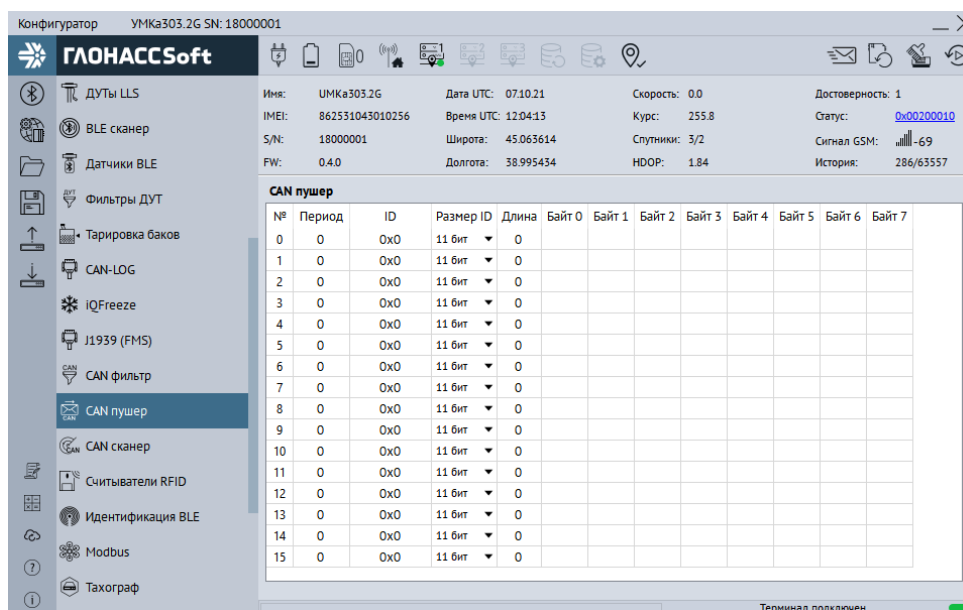 Конфигуратор УМКа303.2G SN: 18000001
ГЛОНАССSoft
0
ДУТы LLS
BLE сканер
Датчики BLE
Фильтры ДУТ
Тарировка баков
CAN-LOG
iQFreeze
J1939 (FMS)
CAN фильтр
CAN пушер
CAN сканер
Считыватели RFID
Идентификация BLE
Modbus
Тахограф
Имя: UMKa303.2G Дата UTC: 07.10.21 Скорость: 0.0 Достоверность: 1
IMEI: 862531043010256 Время UTC: 12:04:13 Курс: 255.8 Статус: 0x00200010
S/N: 18000001 Широта: 45.063614 Спутники: 3/2 Сигнал GSM: -69
FW: 0.4.0 Долгота: 38.995434 HDOP: 1.84 История: 286/63557
CAN пушер
№ Период ID Размер ID Длина Байт 0 Байт 1 Байт 2 Байт 3 Байт 4 Байт 5 Байт 6 Байт 7
0 0 0x0 11 бит 0
1 0 0x0 11 бит 0
2 0 0x0 11 бит 0
3 0 0x0 11 бит 0
4 0 0x0 11 бит 0
5 0 0x0 11 бит 0
6 0 0x0 11 бит 0
7 0 0x0 11 бит 0
8 0 0x0 11 бит 0
9 0 0x0 11 бит 0
10 0 0x0 11 бит 0
11 0 0x0 11 бит 0
12 0 0x0 11 бит 0
13 0 0x0 11 бит 0
14 0 0x0 11 бит 0
15 0 0x0 11 бит 0
Терминал подключен